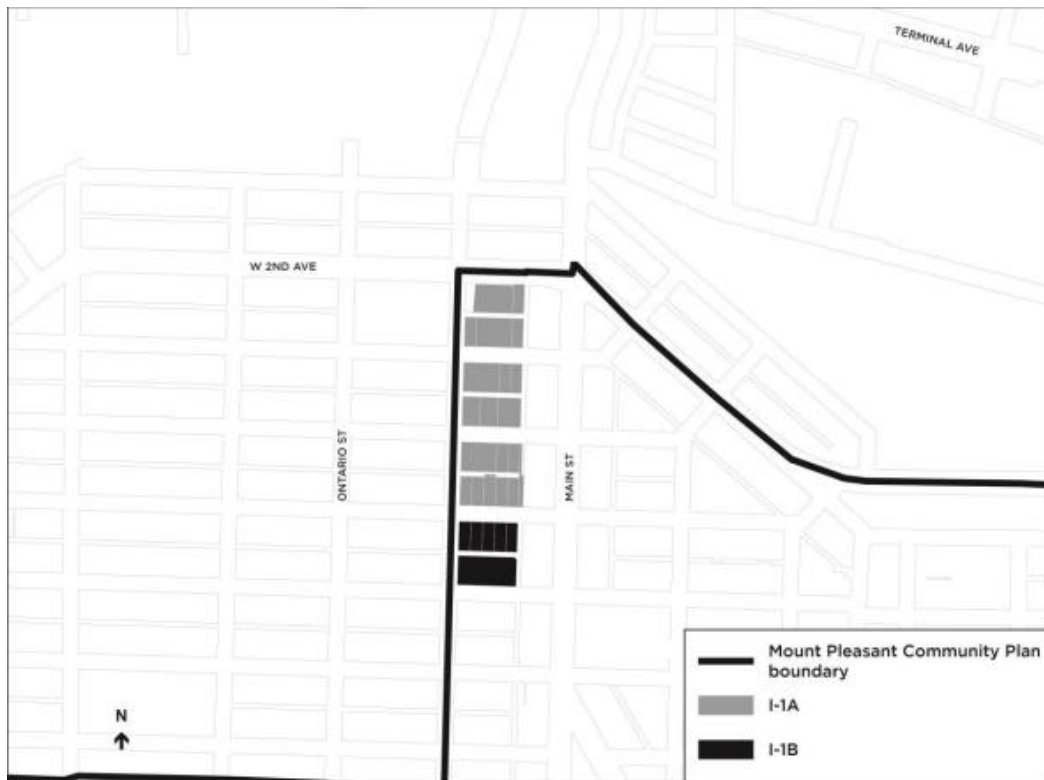 TERMINAL AVE
W 2ND AVE
ONTARIO ST
MAIN ST
N
Mount Pleasant Community Plan
boundary
I-1A
I-1B